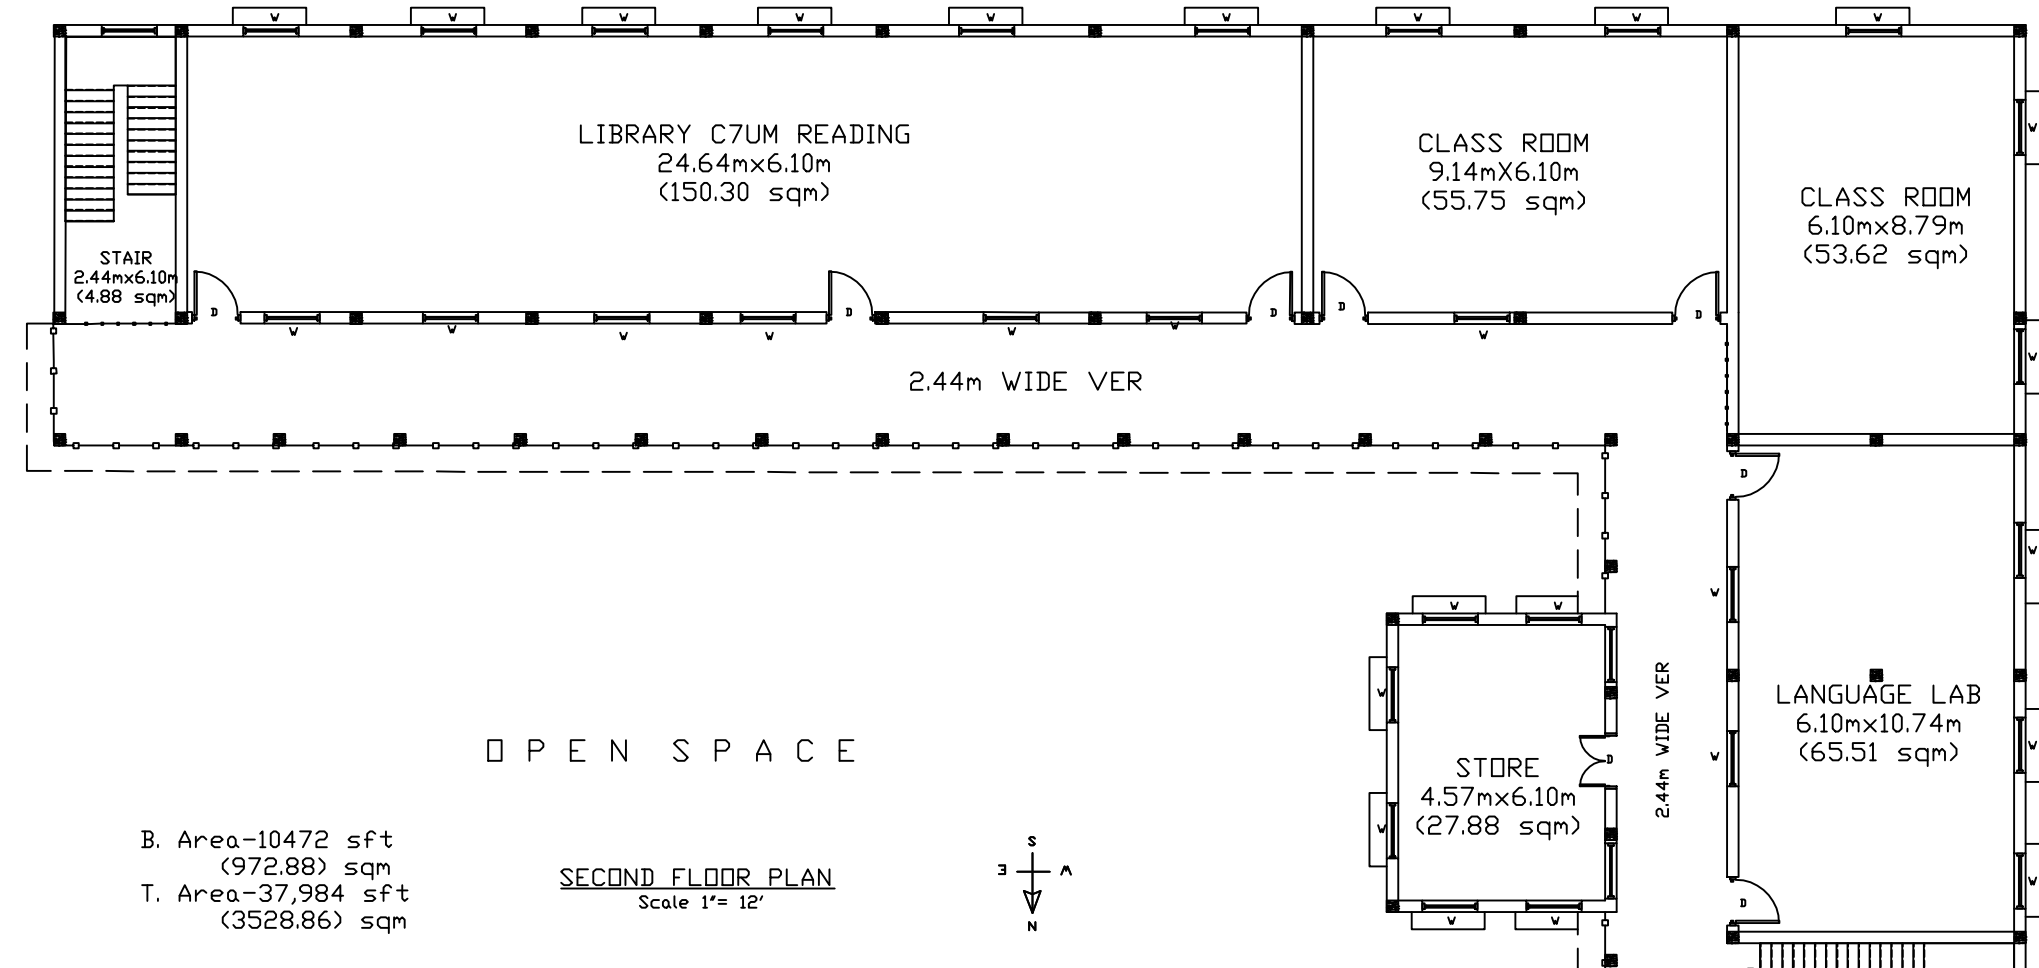 W W W W W W W W W
LIBRARY C7UM READING
24.64mx6.10m
(150.30 sqm)
CLASS ROOM
9.14mX6.10m
(55.75 sqm)
CLASS ROOM
6.10mx8.79m
(53.62 sqm)
W
STAIR
2.44mx6.10m
(4.88 sqm)
D D D D D
W W W W W W W
W
2.44m WIDE VER
D
W
W
W W
LANGUAGE LAB
6.10mx10.74m
(65.51 sqm)
2.44m WIDE VER
W
W
W
OPEN SPACE
STORE
4.57mx6.10m
(27.88 sqm)
D
W
B. Area-10472 sft
(972.88) sqm
T. Area-37,984 sft
(3528.86) sqm
SECOND FLOOR PLAN
Scale 1"= 12'
S
E W
N
W W
D
W